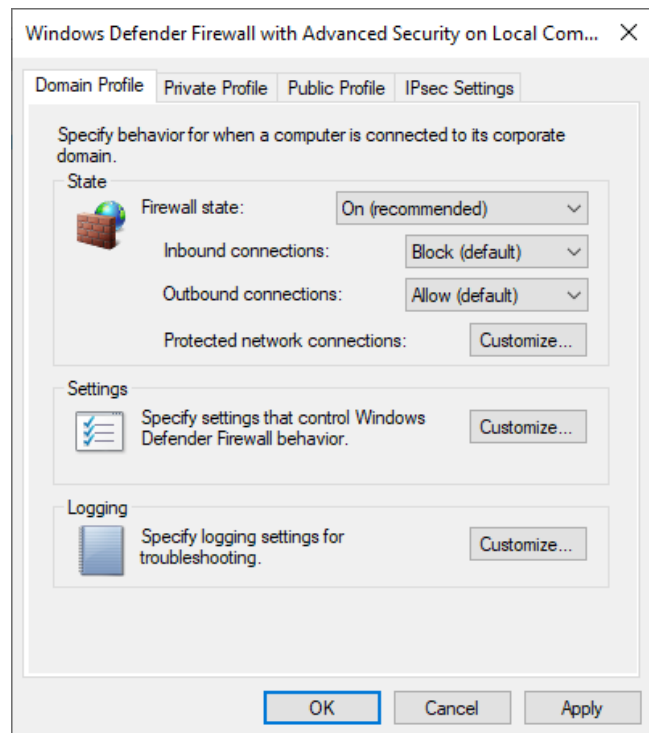 Windows Defender Firewall with Advanced Security on Local Com...
Domain Profile Private Profile Public Profile IPsec Settings
Specify behavior for when a computer is connected to its corporate
domain.
State
Firewall state: On (recommended)
Inbound connections: Block (default)
Outbound connections: Allow (default)
Protected network connections: Customize...
Settings
Specify settings that control Windows
Defender Firewall behavior.
Customize...
Logging
Specify logging settings for
troubleshooting.
Customize...
OK Cancel Apply